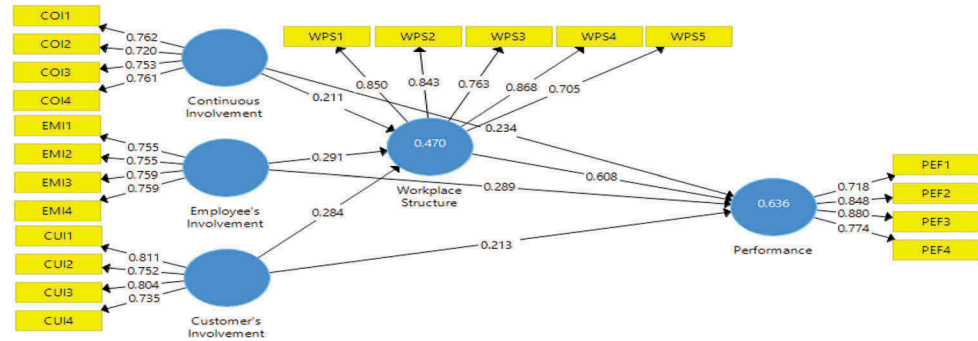 COI1
COI2
COI3
COI4
0.762
0.720
0.753
0.761
Continuous
Involvement
EMI1
EMI2
EMI3
EMI4
0.755
0.755
0.759
0.759
Employee's
Involvement
CUI1
CUI2
CUI3
CUI4
0.811
0.752
0.804
0.735
Customer's
Involvement
WPS1
WPS2
WPS3
WPS4
WPS5
0.850
0.843
0.763
0.868
0.705
0.211
0.234
0.291
0.289
0.284
0.213
0.470
Workplace
Structure
0.608
0.636
Performance
0.718
0.848
0.880
0.774
PEF1
PEF2
PEF3
PEF4